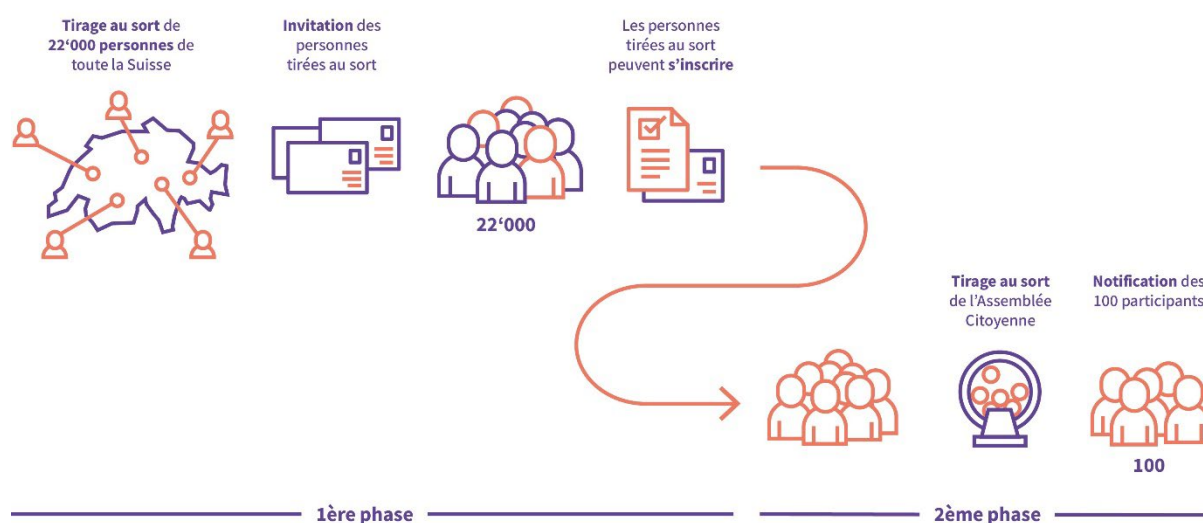 Tirage au sort de
22‘000 personnes de
toute la Suisse
Invitation des
personnes
tirées au sort
22‘000
Les personnes
tirées au sort
peuvent s’inscrire
Tirage au sort
de l’Assemblée
Citoyenne
Notification des
100 participants
100
1ère phase
2ème phase